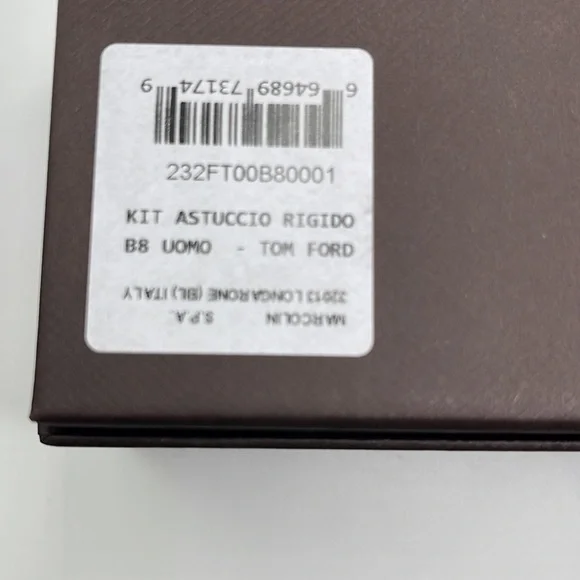 6 64689 73174 9
232FT00B80001
KIT ASTUCCIO RIGIDO
B8 UOMO - TOM FORD
MARCOLIN S.P.A.
32013 LONGARONE (BL) ITALY